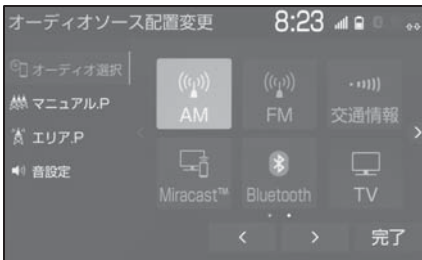 オーディオソース配置変更 8:23
オーディオ選択
マニュアル.P
エリア.P
音設定
AM FM 交通情報
Miracast™ Bluetooth TV
< > 完了